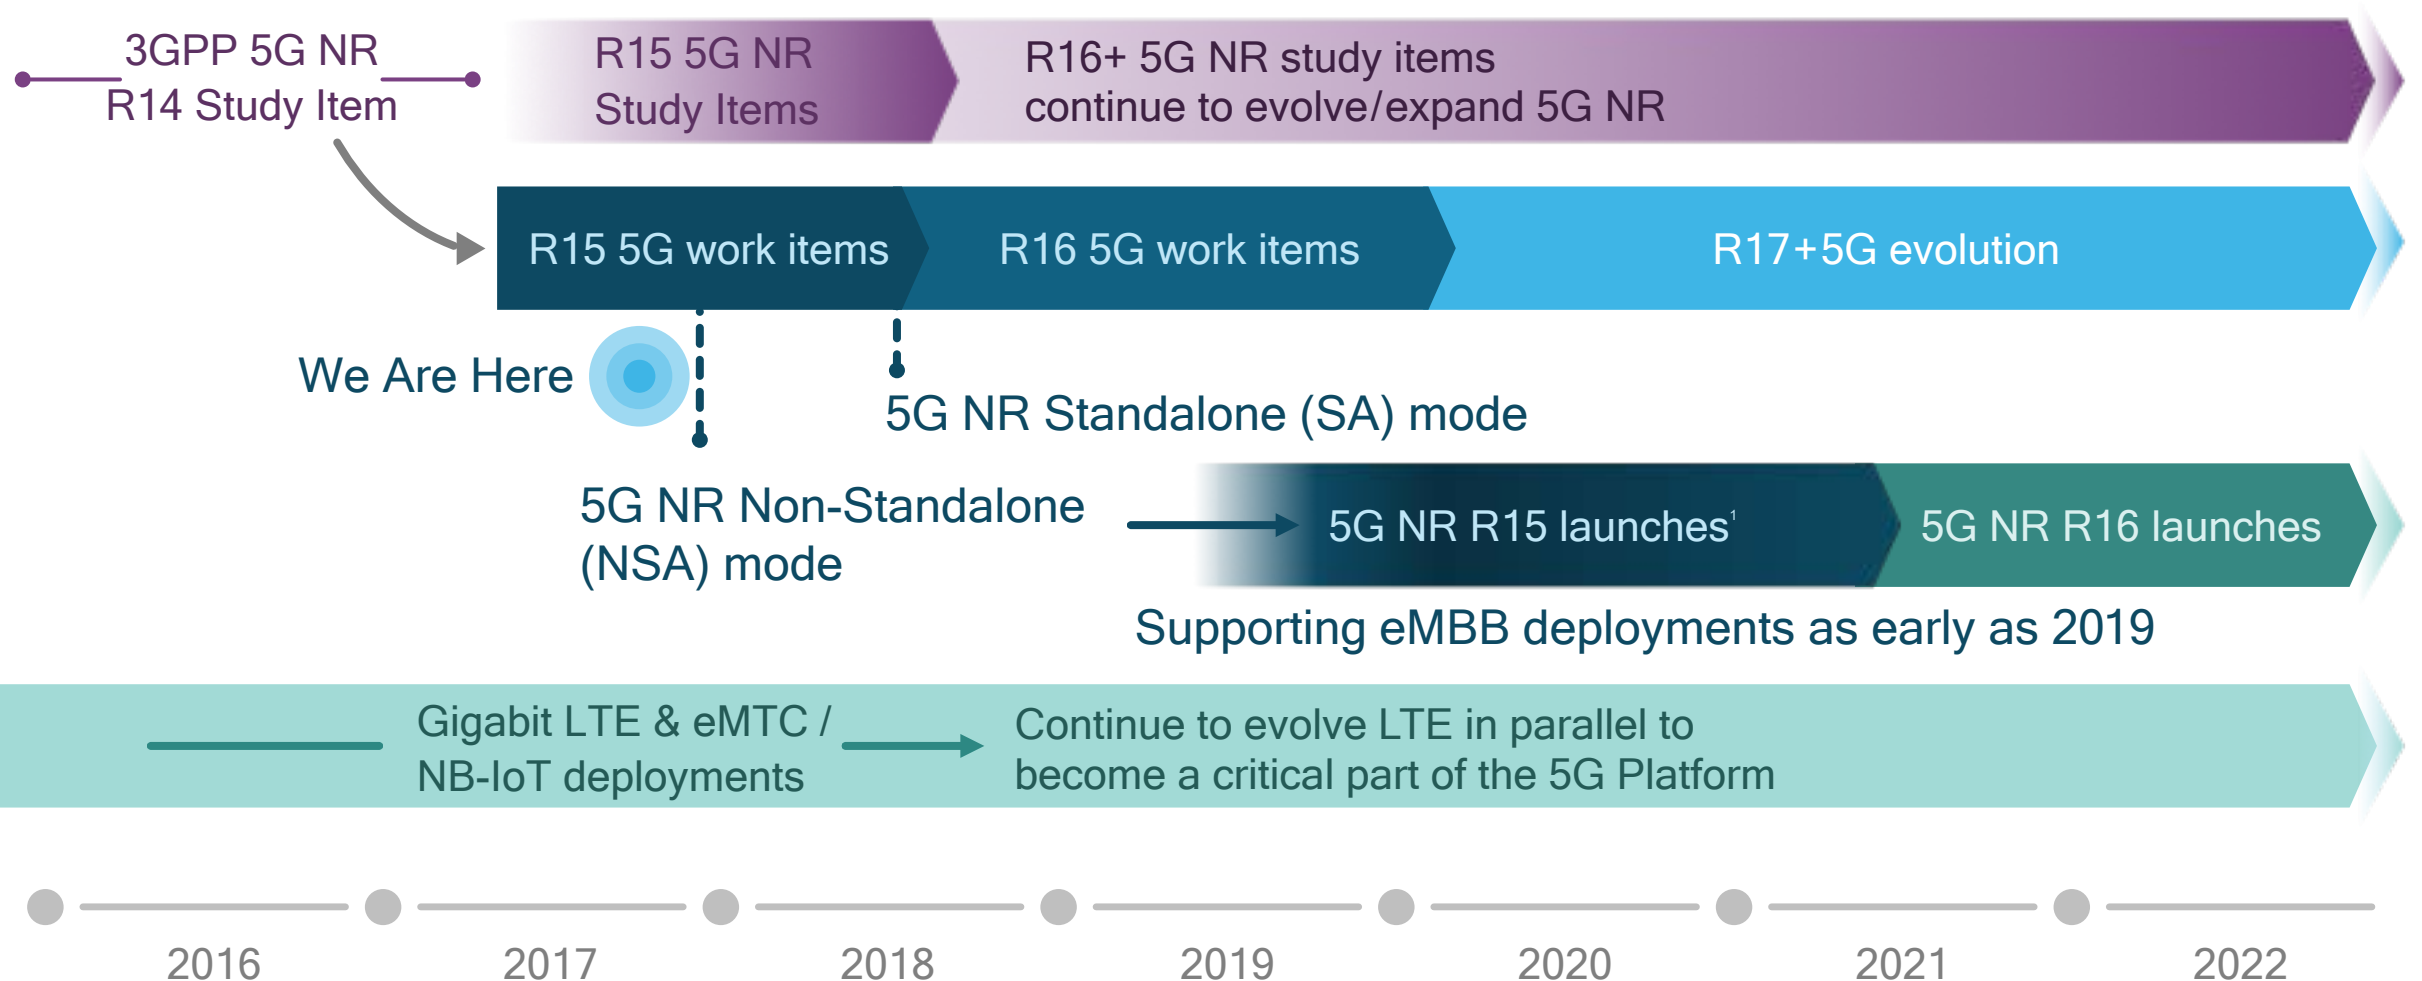 3GPP 5G NR
R14 Study Item
R15 5G NR
Study Items
R16+ 5G NR study items
continue to evolve/expand 5G NR
R15 5G work items
R16 5G work items
R17+5G evolution
We Are Here
5G NR Standalone (SA) mode
5G NR Non-Standalone
(NSA) mode
5G NR R15 launches¹
5G NR R16 launches
Supporting eMBB deployments as early as 2019
Gigabit LTE & eMTC /
NB-IoT deployments
Continue to evolve LTE in parallel to
become a critical part of the 5G Platform
2016
2017
2018
2019
2020
2021
2022